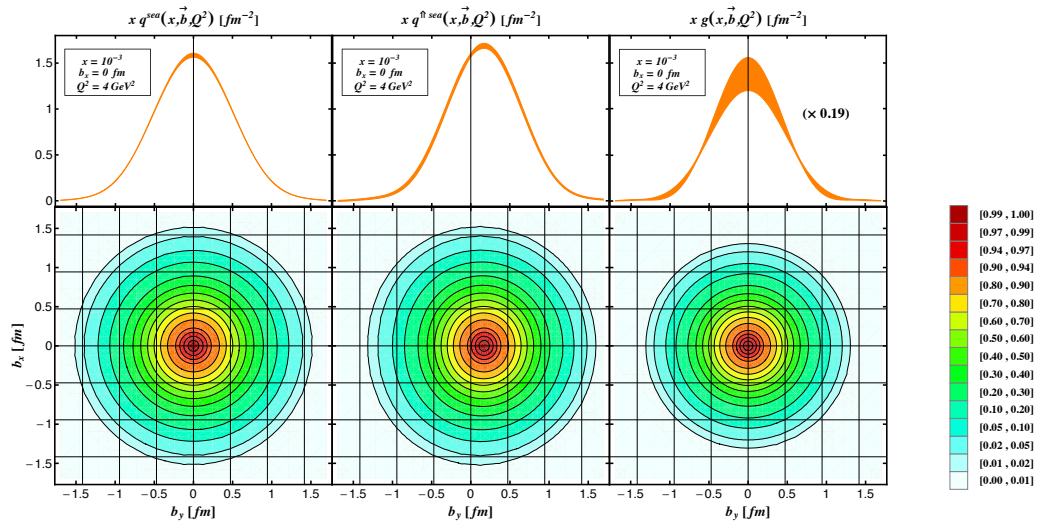 x q^sea(x,b⃗,Q²) [fm⁻²]
x q^⇑ sea(x,b⃗,Q²) [fm⁻²]
x g(x,b⃗,Q²) [fm⁻²]
x = 10⁻³
bₓ = 0 fm
Q² = 4 GeV²
x = 10⁻³
bₓ = 0 fm
Q² = 4 GeV²
x = 10⁻³
bₓ = 0 fm
Q² = 4 GeV²
(× 0.19)
1.5
1
0.5
0
1.5
1
0.5
0
−0.5
−1
−1.5
b_x [fm]
−1.5 −1 −0.5 0 0.5 1 1.5
−1.5 −1 −0.5 0 0.5 1 1.5
−1.5 −1 −0.5 0 0.5 1 1.5
b_y [fm]
b_y [fm]
b_y [fm]
[0.99 , 1.00]
[0.97 , 0.99]
[0.94 , 0.97]
[0.90 , 0.94]
[0.80 , 0.90]
[0.70 , 0.80]
[0.60 , 0.70]
[0.50 , 0.60]
[0.40 , 0.50]
[0.30 , 0.40]
[0.20 , 0.30]
[0.10 , 0.20]
[0.05 , 0.10]
[0.02 , 0.05]
[0.01 , 0.02]
[0.00 , 0.01]